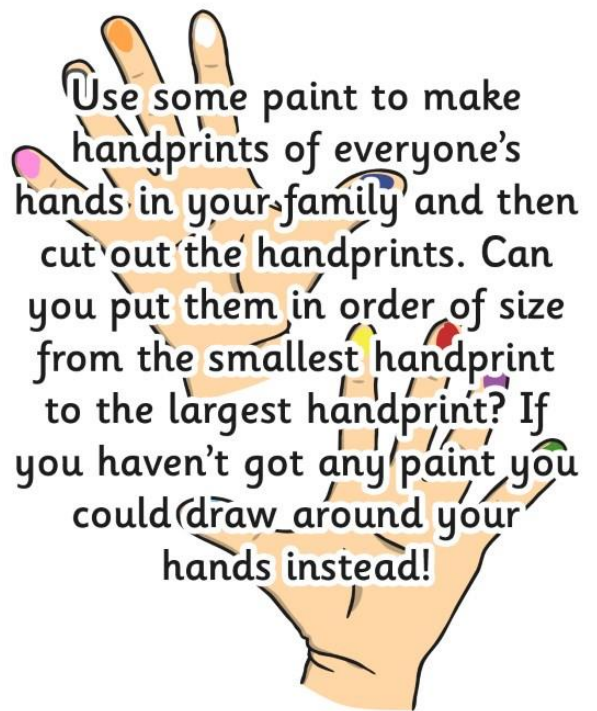 Use some paint to make
handprints of everyone's
hands in your family and then
cut out the handprints. Can
you put them in order of size
from the smallest handprint
to the largest handprint? If
you haven't got any paint you
could draw around your
hands instead!